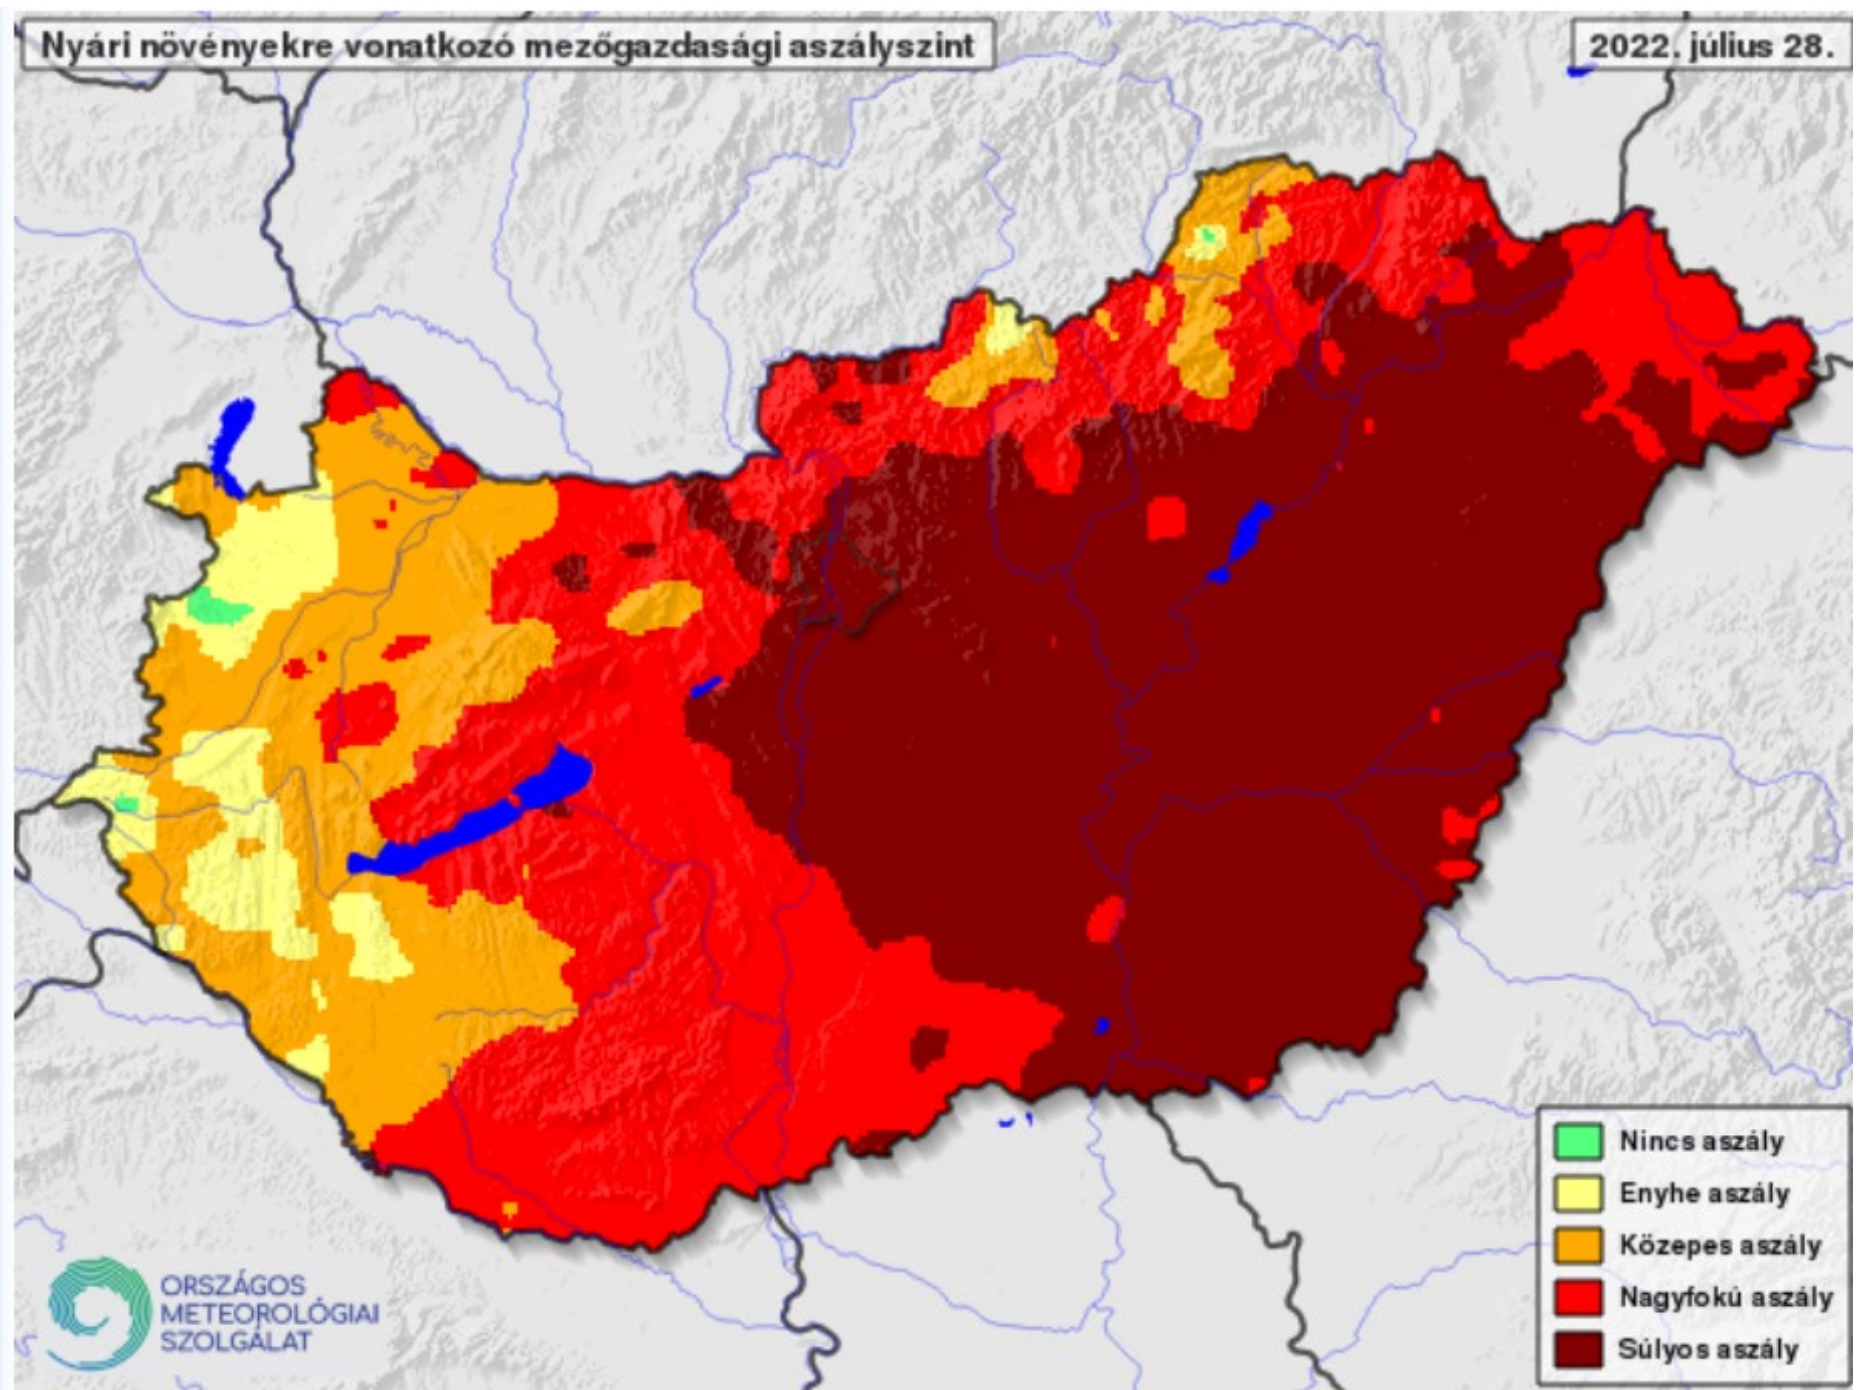 Nyári növényekre vonatkozó mezőgazdasági aszályszint
2022. július 28.
Nincs aszály
Enyhe aszály
Közepes aszály
Nagyfokú aszály
Súlyos aszály
ORSZÁGOS
METEOROLÓGIAI
SZOLGÁLAT